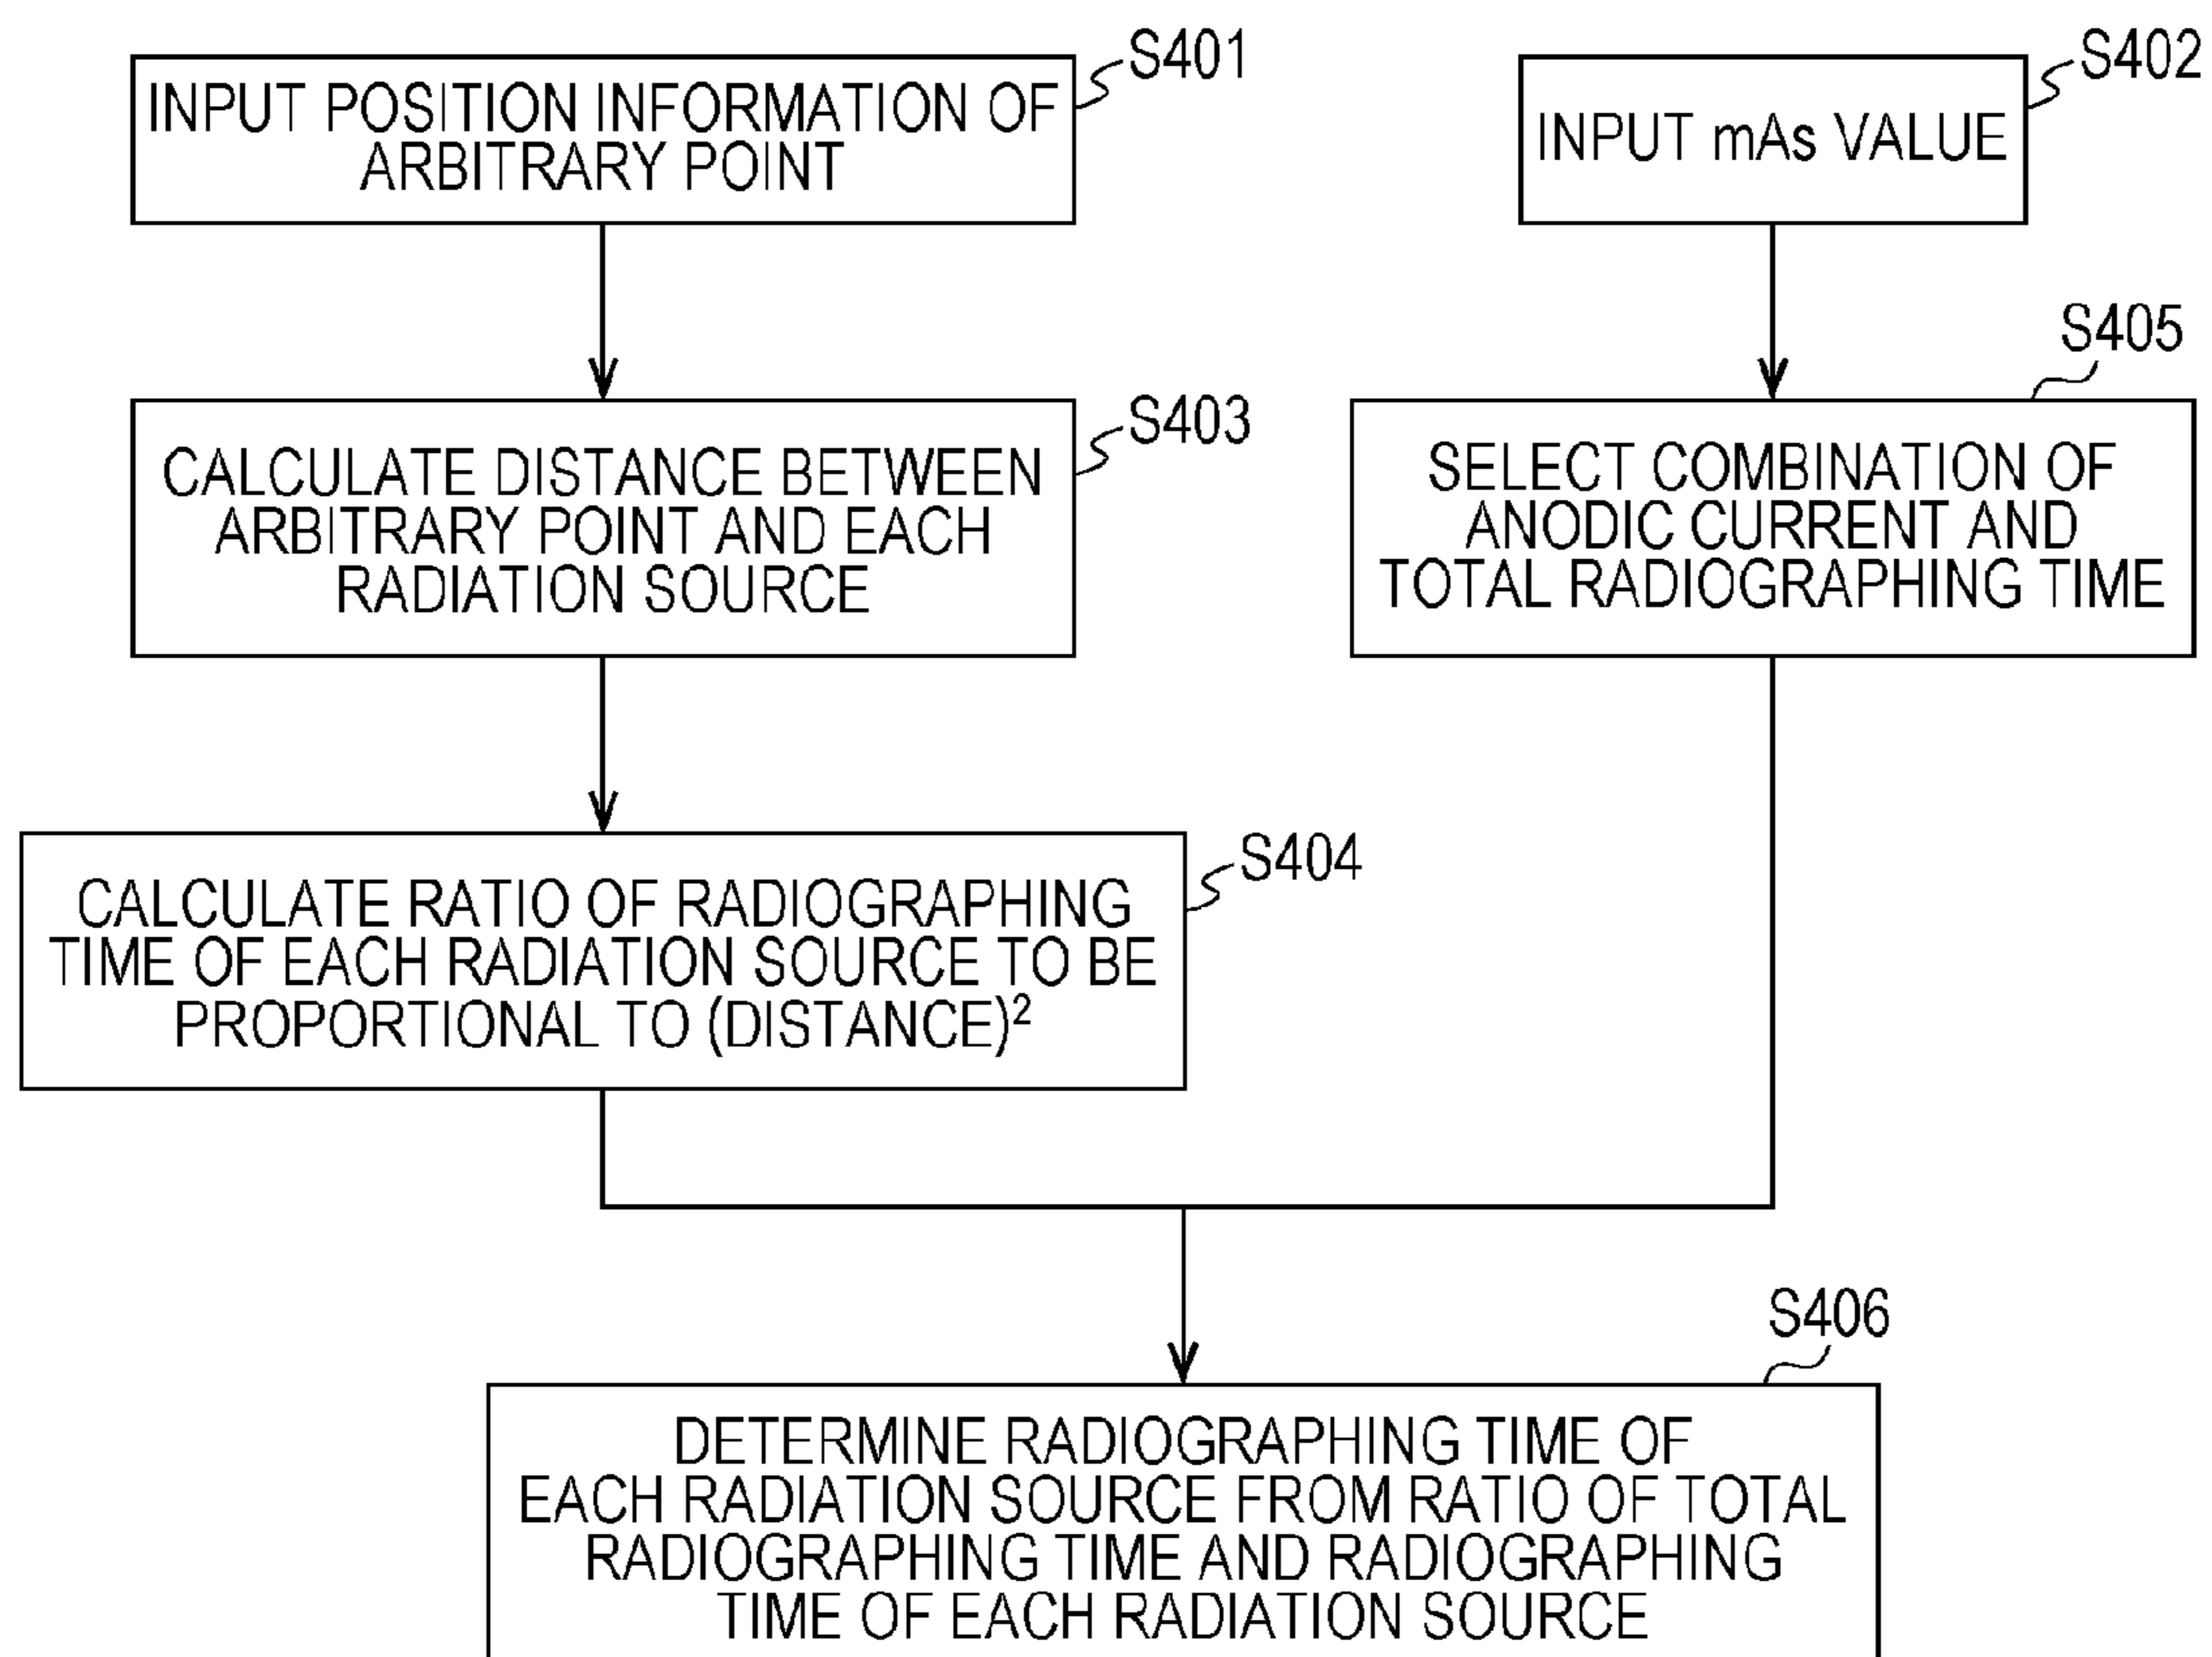 S401
INPUT POSITION INFORMATION OF
ARBITRARY POINT
S402
INPUT mAs VALUE
S403
CALCULATE DISTANCE BETWEEN
ARBITRARY POINT AND EACH
RADIATION SOURCE
S405
SELECT COMBINATION OF
ANODIC CURRENT AND
TOTAL RADIOGRAPHING TIME
S404
CALCULATE RATIO OF RADIOGRAPHING
TIME OF EACH RADIATION SOURCE TO BE
PROPORTIONAL TO (DISTANCE)²
S406
DETERMINE RADIOGRAPHING TIME OF
EACH RADIATION SOURCE FROM RATIO OF TOTAL
RADIOGRAPHING TIME AND RADIOGRAPHING
TIME OF EACH RADIATION SOURCE